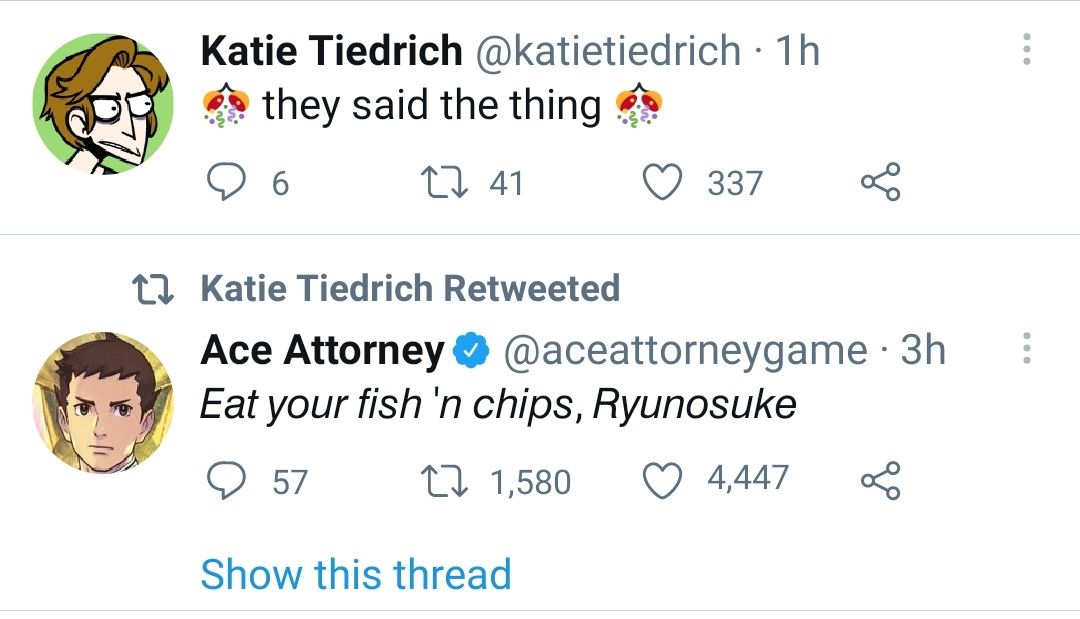 Katie Tiedrich @katietiedrich · 1h
they said the thing
6 41 337
Katie Tiedrich Retweeted
Ace Attorney @aceattorneygame · 3h
Eat your fish 'n chips, Ryunosuke
57 1,580 4,447
Show this thread